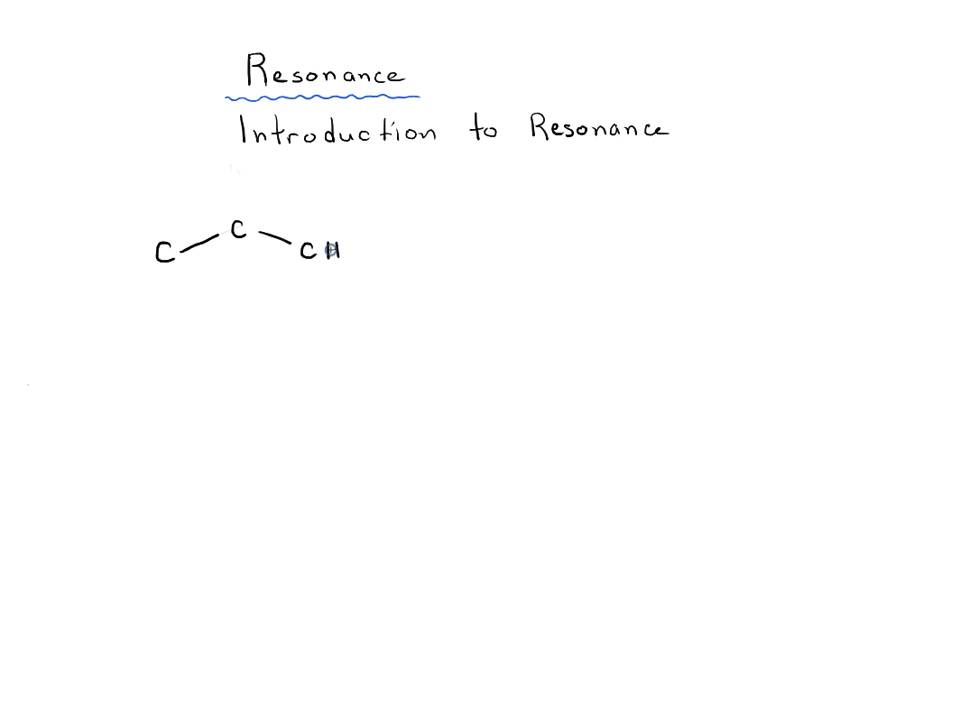 Resonance
Introduction to Resonance
C — C — CH